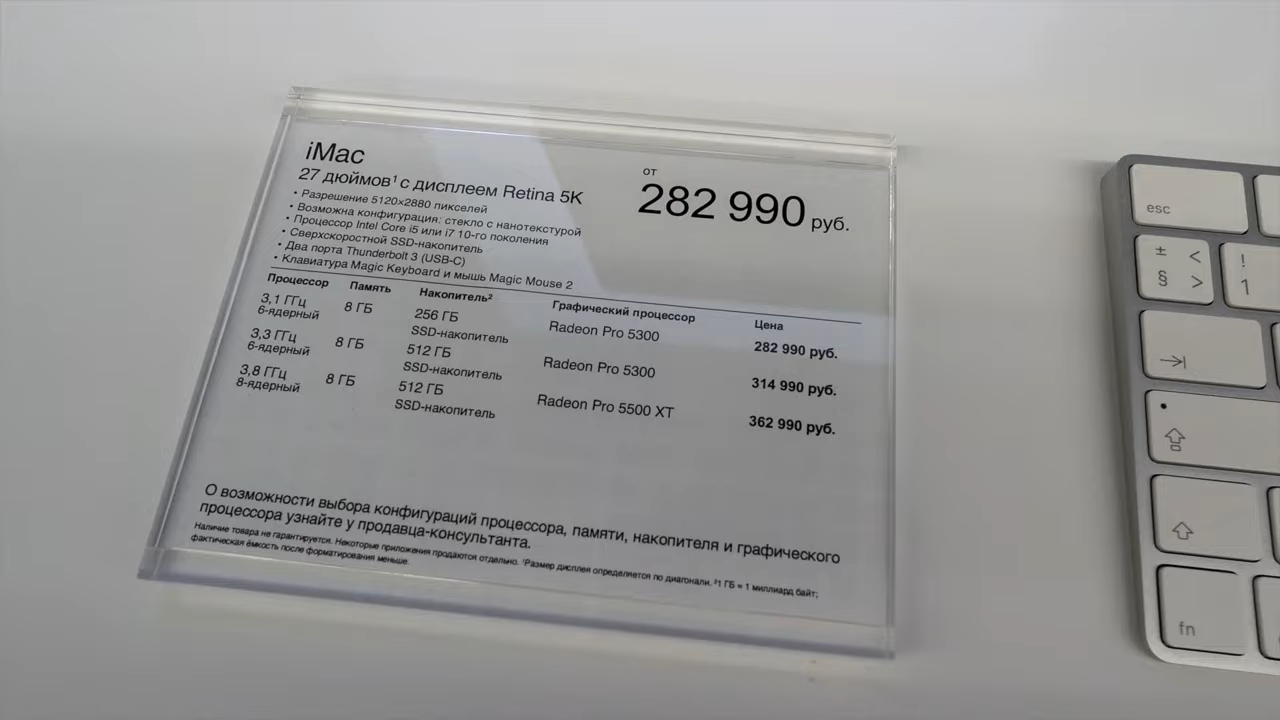 iMac
27 дюймов¹ с дисплеем Retina 5K
• Разрешение 5120x2880 пикселей
• Возможна конфигурация: стекло с нанотекстурой
• Процессор Intel Core i5 или i7 10-го поколения
• Сверхскоростной SSD-накопитель
• Два порта Thunderbolt 3 (USB-C)
• Клавиатура Magic Keyboard и мышь Magic Mouse 2
от
282 990 руб.
Процессор Память Накопитель² Графический процессор Цена
3,1 ГГц 8 ГБ 256 ГБ Radeon Pro 5300 282 990 руб.
6-ядерный SSD-накопитель
3,3 ГГц 8 ГБ 512 ГБ Radeon Pro 5300 314 990 руб.
6-ядерный SSD-накопитель
3,8 ГГц 8 ГБ 512 ГБ Radeon Pro 5500 XT 362 990 руб.
8-ядерный SSD-накопитель
О возможности выбора конфигураций процессора, памяти, накопителя и графического
процессора узнайте у продавца-консультанта.
Наличие товара не гарантируется. Некоторые приложения продаются отдельно. ¹Размер дисплея определяется по диагонали. ²1 ГБ = 1 миллиард байт;
фактическая ёмкость после форматирования меньше.
esc
± <
§ >
!
1
fn